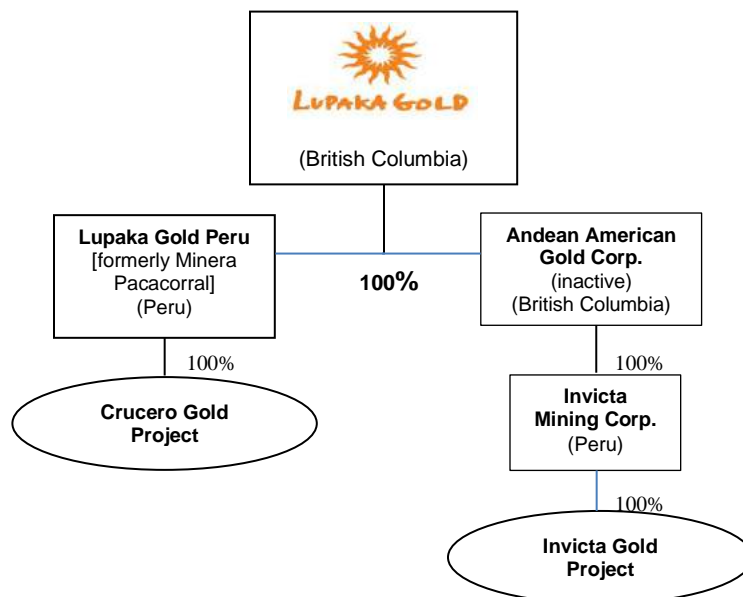 LUPAKA GOLD
(British Columbia)
Lupaka Gold Peru
[formerly Minera
Pacacorral]
(Peru)
100%
Andean American
Gold Corp.
(inactive)
(British Columbia)
100%
Crucero Gold
Project
100%
Invicta
Mining Corp.
(Peru)
100%
Invicta Gold
Project